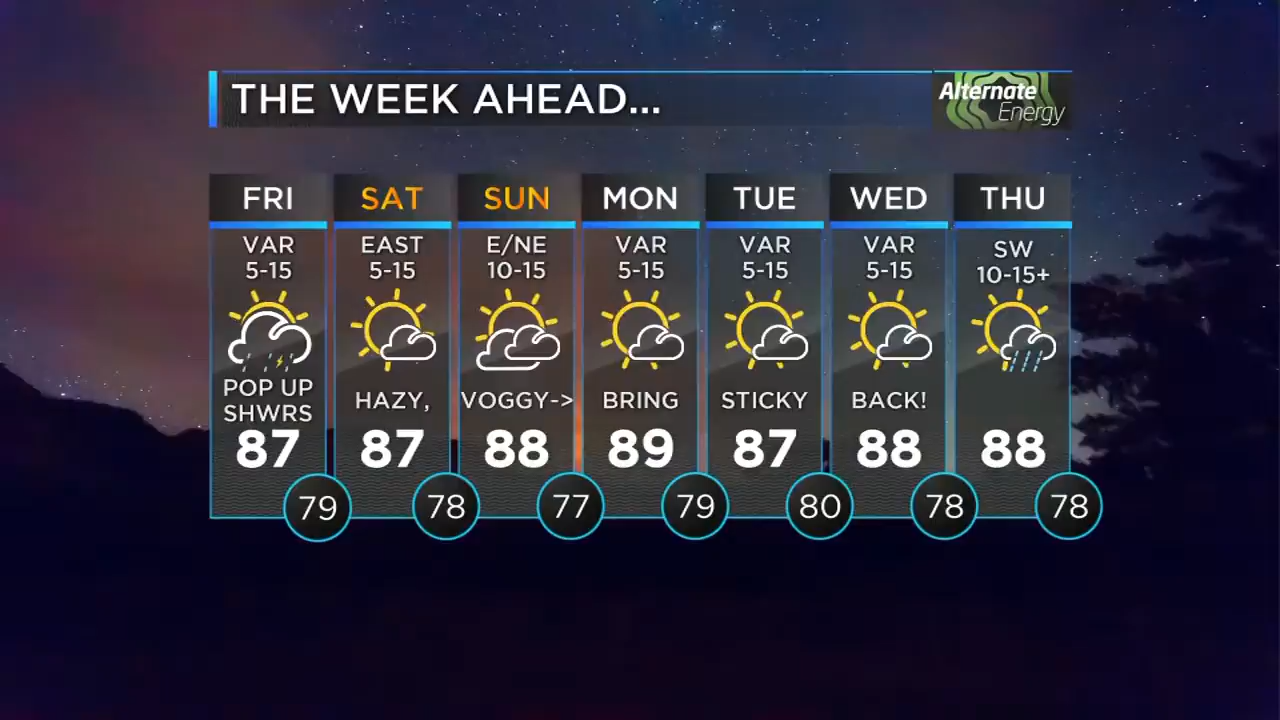 THE WEEK AHEAD...
Alternate
Energy
FRI
VAR
5-15
POP UP
SHWRS
87
79
SAT
EAST
5-15
HAZY,
87
78
SUN
E/NE
10-15
VOGGY->
88
77
MON
VAR
5-15
BRING
89
79
TUE
VAR
5-15
STICKY
87
80
WED
VAR
5-15
BACK!
88
78
THU
SW
10-15+
88
78